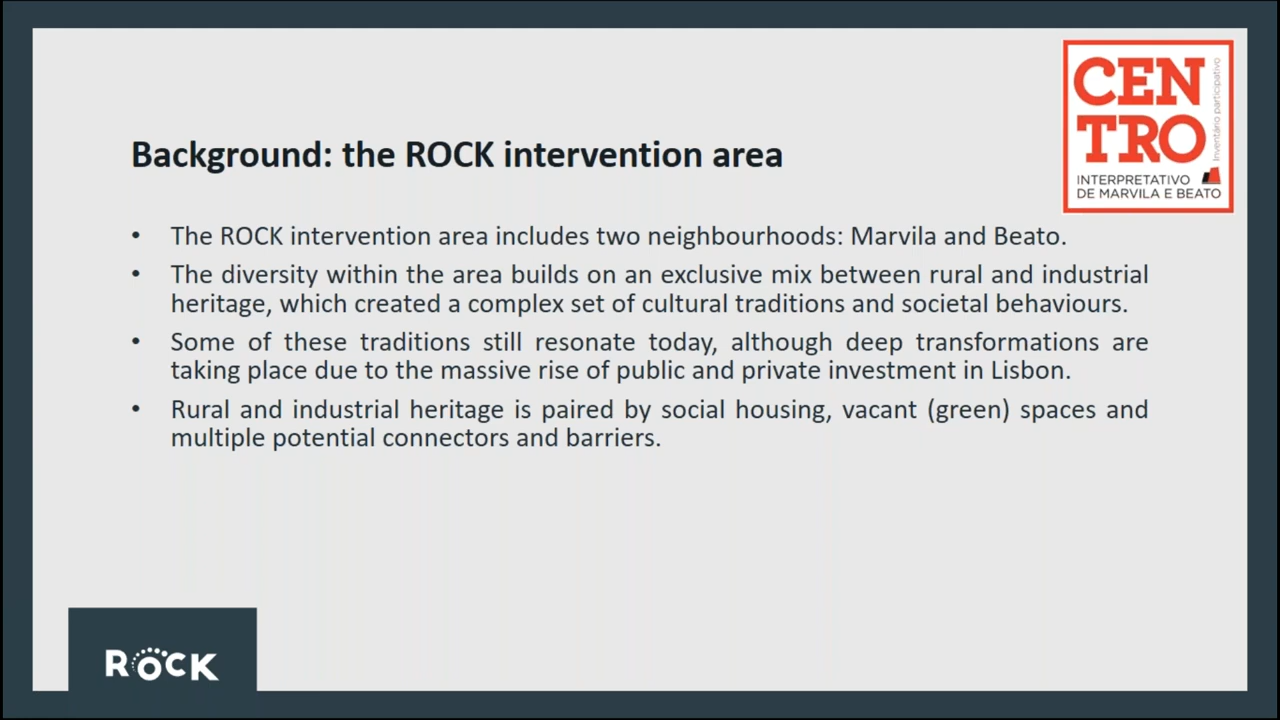 CEN
TRO
inventário participativo
INTERPRETATIVO
DE MARVILA E BEATO
Background: the ROCK intervention area
• The ROCK intervention area includes two neighbourhoods: Marvila and Beato.
• The diversity within the area builds on an exclusive mix between rural and industrial
heritage, which created a complex set of cultural traditions and societal behaviours.
• Some of these traditions still resonate today, although deep transformations are
taking place due to the massive rise of public and private investment in Lisbon.
• Rural and industrial heritage is paired by social housing, vacant (green) spaces and
multiple potential connectors and barriers.
ROCK